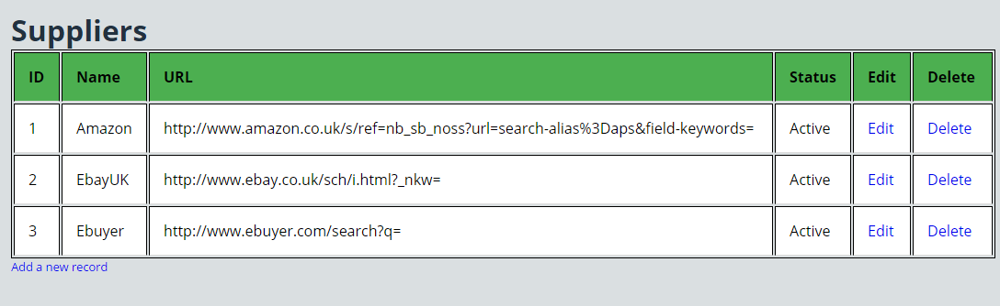 Suppliers
ID Name URL Status Edit Delete
1 Amazon http://www.amazon.co.uk/s/ref=nb_sb_noss?url=search-alias%3Daps&field-keywords= Active Edit Delete
2 EbayUK http://www.ebay.co.uk/sch/i.html?_nkw= Active Edit Delete
3 Ebuyer http://www.ebuyer.com/search?q= Active Edit Delete
Add a new record